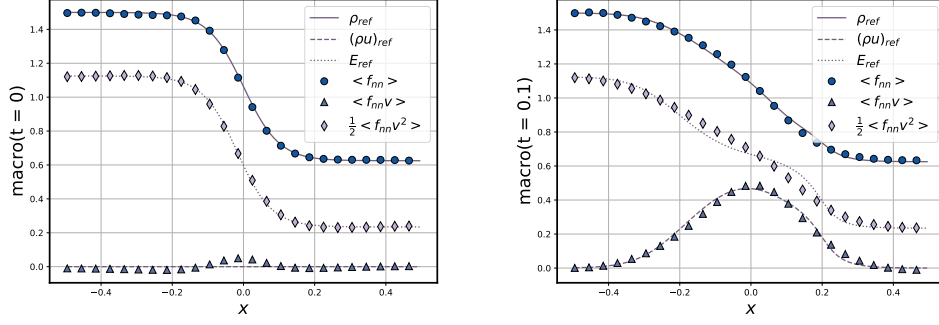 macro(t = 0)
1.4
1.2
1.0
0.8
0.6
0.4
0.2
0.0
−0.4
−0.2
0.0
0.2
0.4
x
ρref
(ρu)ref
Eref
< fnn >
< fnnv >
½ < fnnv² >
macro(t = 0.1)
1.4
1.2
1.0
0.8
0.6
0.4
0.2
0.0
−0.4
−0.2
0.0
0.2
0.4
x
ρref
(ρu)ref
Eref
< fnn >
< fnnv >
½ < fnnv² >